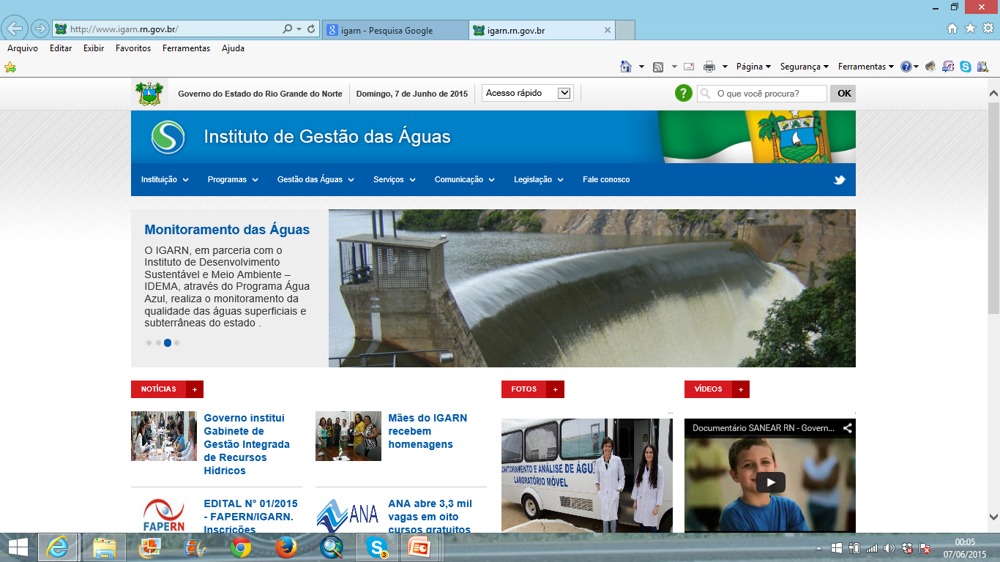 http://www.igarn.rn.gov.br/
igarn - Pesquisa Google
igarn.rn.gov.br
Arquivo Editar Exibir Favoritos Ferramentas Ajuda
Página Segurança Ferramentas
Governo do Estado do Rio Grande do Norte
Domingo, 7 de Junho de 2015
Acesso rápido
?
O que você procura?
OK
Instituto de Gestão das Águas
Instituição Programas Gestão das Águas Serviços Comunicação Legislação Fale conosco
Monitoramento das Águas
O IGARN, em parceria com o
Instituto de Desenvolvimento
Sustentável e Meio Ambiente –
IDEMA, através do Programa Água
Azul, realiza o monitoramento da
qualidade das águas superficiais e
subterrâneas do estado .
NOTÍCIAS +
Governo institui
Gabinete de
Gestão Integrada
de Recursos
Hídricos
Mães do IGARN
recebem
homenagens
FAPERN
EDITAL N° 01/2015
- FAPERN/IGARN.
Inscrições
ANA
ANA abre 3,3 mil
vagas em oito
cursos gratuitos
FOTOS +
...
MONITORAMENTO E ANÁLISE DE ÁGU
LABORATÓRIO MÓVEL
VÍDEOS +
.
Documentário SANEAR RN - Govern...
3
00:05
07/06/2015